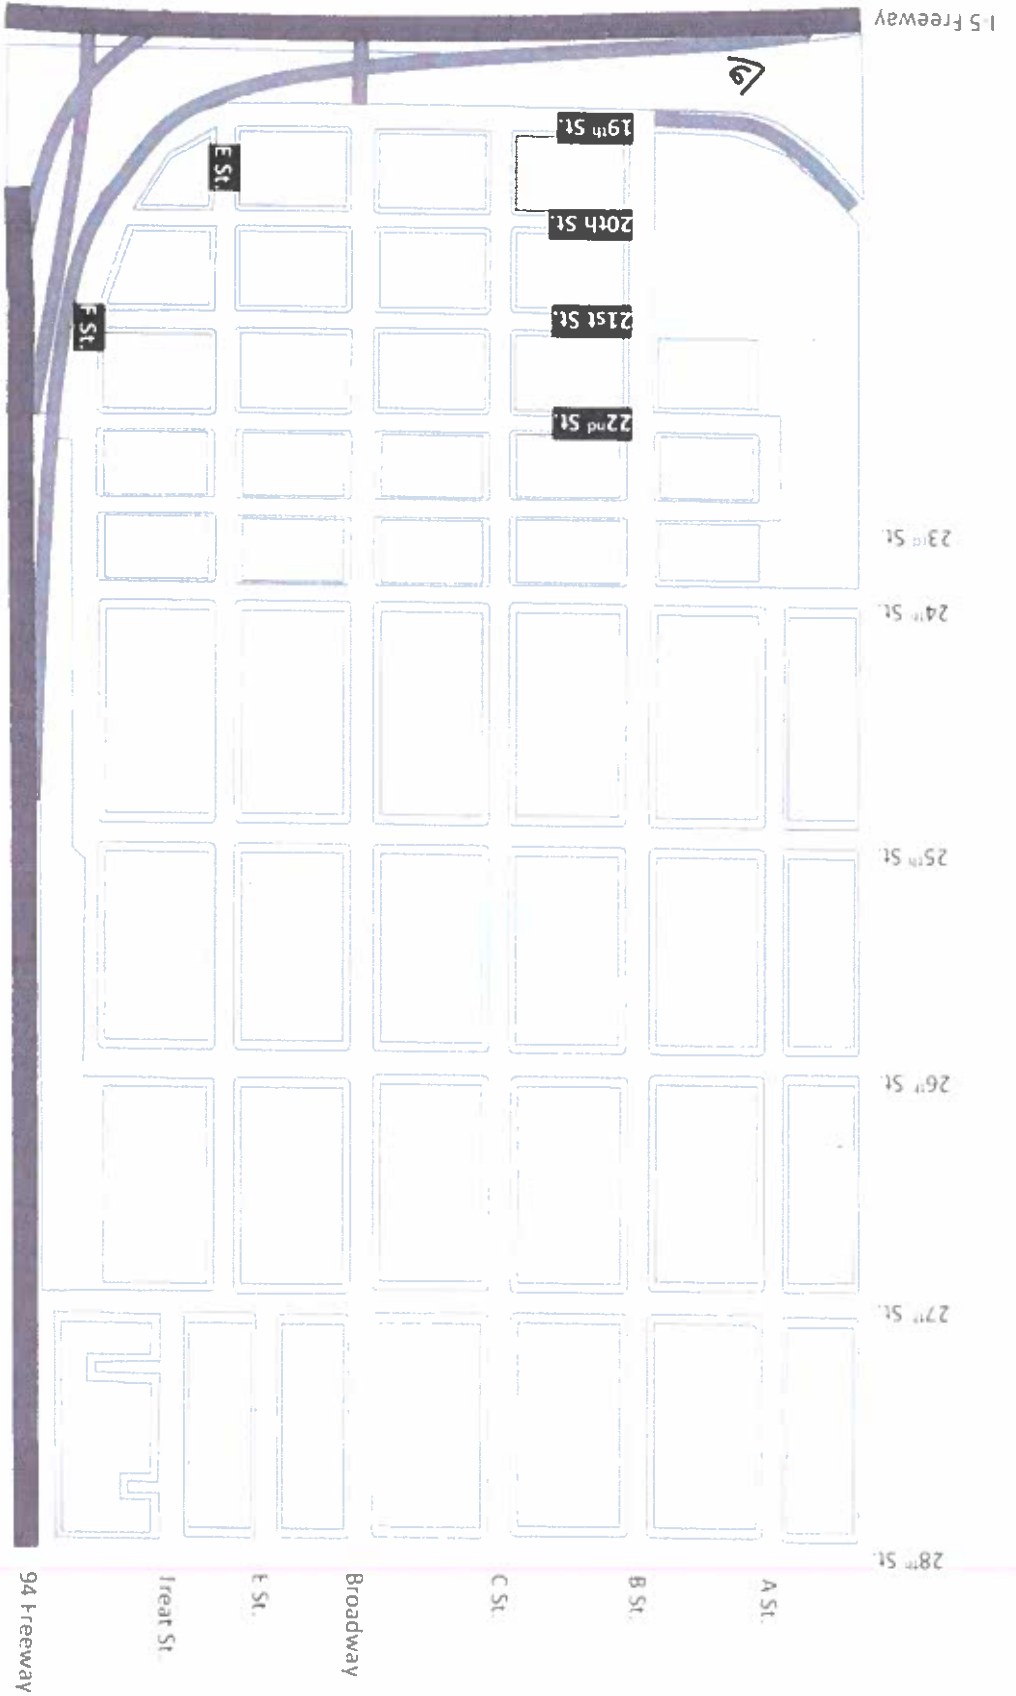 I-5 Freeway
19th St.
E St.
20th St.
F St.
21st St.
22nd St.
23rd St.
24th St.
25th St.
26th St.
27th St.
28th St.
94 Freeway
Treat St.
E St.
Broadway
C St.
B St.
A St.